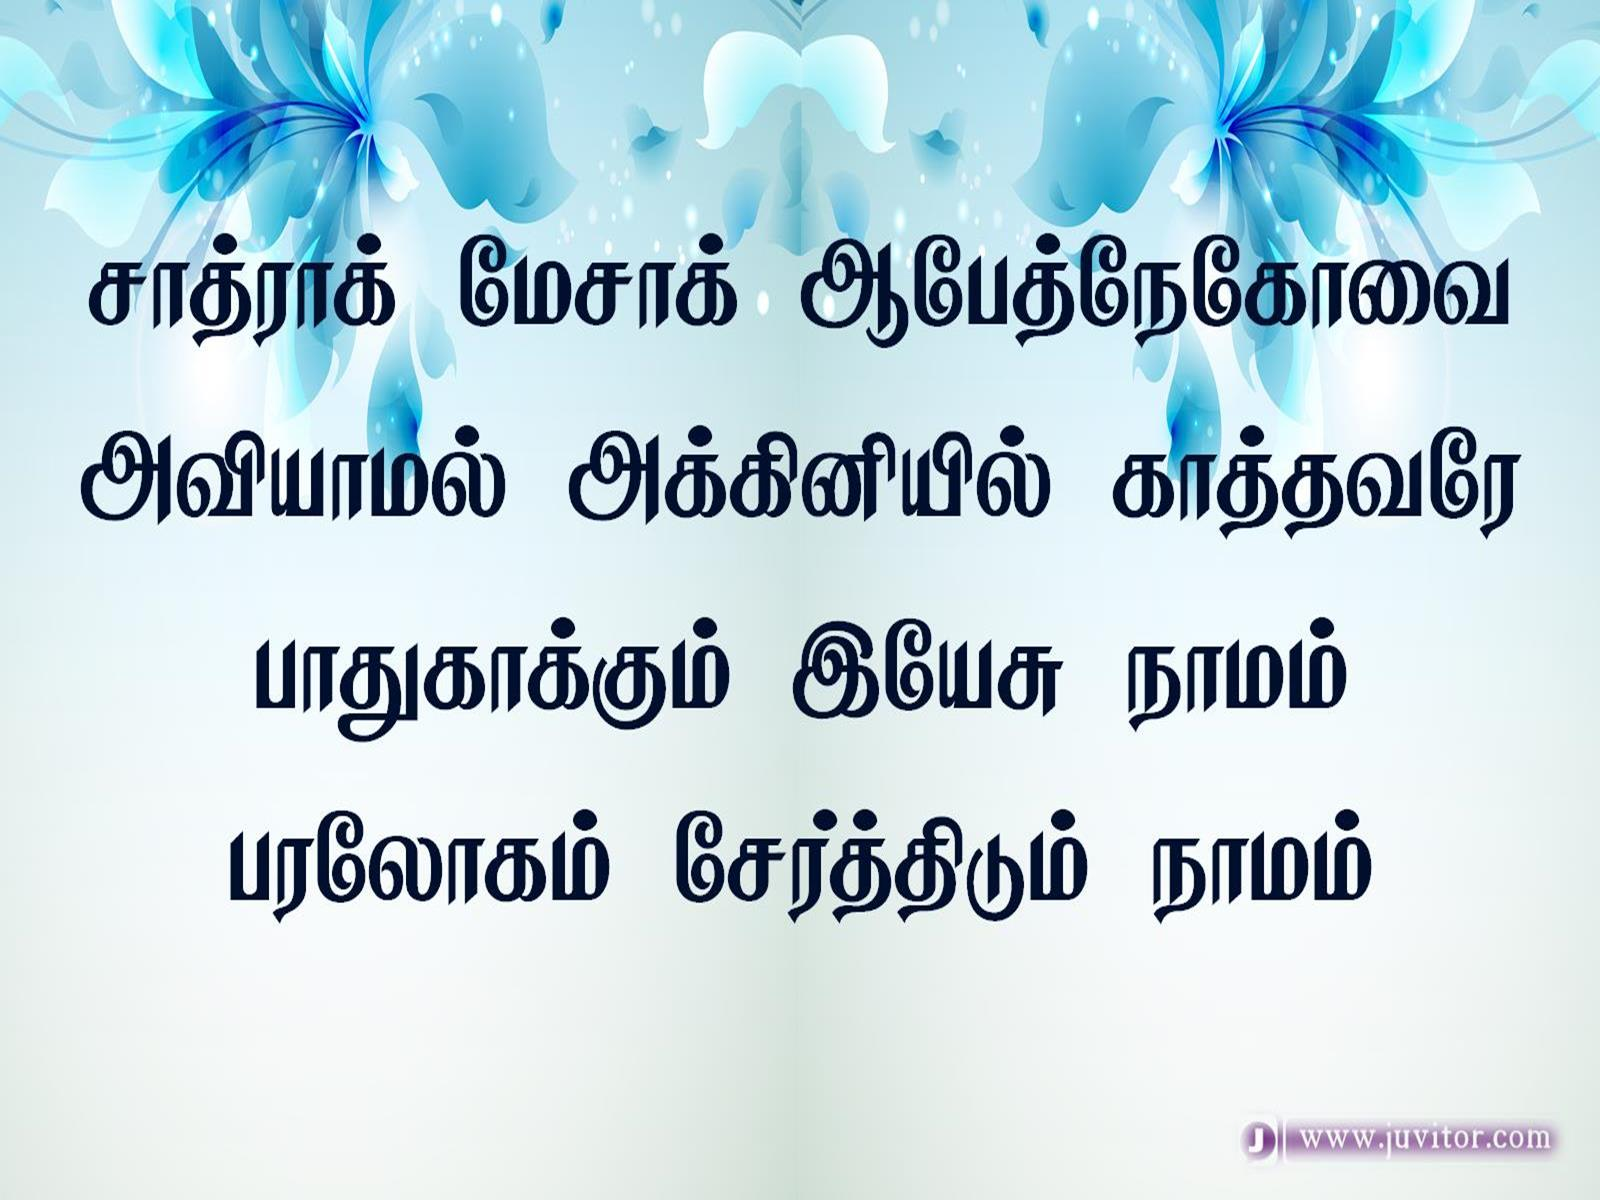 சாத்ராக் மேசாக் ஆபேத்நேகோவை
அவியாமல் அக்கினியில் காத்தவரே
பாதுகாக்கும் இயேசு நாமம்
பரலோகம் சேர்த்திடும் நாமம்
J www.juvitor.com